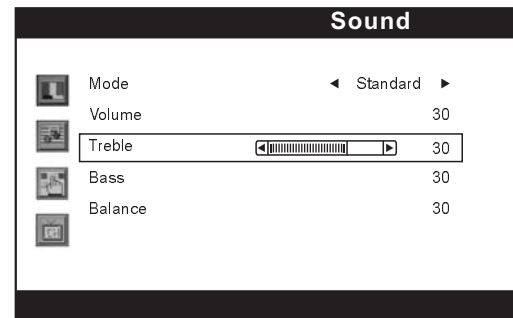 Sound
Mode ◄ Standard ►
Volume 30
Treble 30
Bass 30
Balance 30